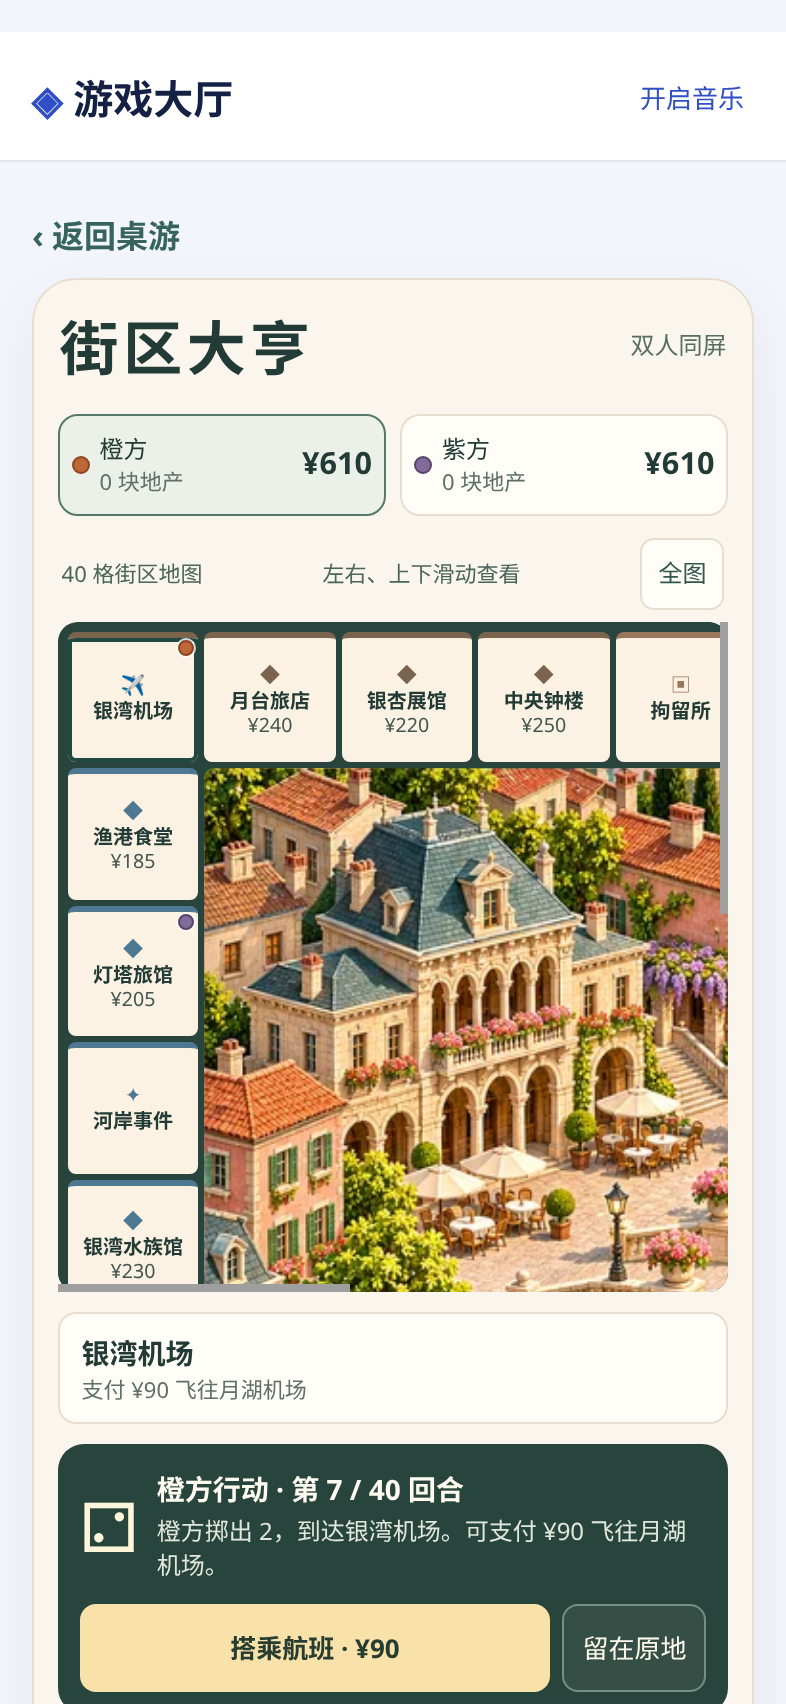 游戏大厅
开启音乐
‹ 返回桌游
街区大亨
双人同屏
橙方
0 块地产
¥610
紫方
0 块地产
¥610
40 格街区地图
左右、上下滑动查看
全图
银湾机场
月台旅店
¥240
银杏展馆
¥220
中央钟楼
¥250
拘留所
渔港食堂
¥185
灯塔旅馆
¥205
河岸事件
银湾水族馆
¥230
银湾机场
支付 ¥90 飞往月湖机场
橙方行动 · 第 7 / 40 回合
橙方掷出 2，到达银湾机场。可支付 ¥90 飞往月湖
机场。
搭乘航班 · ¥90
留在原地